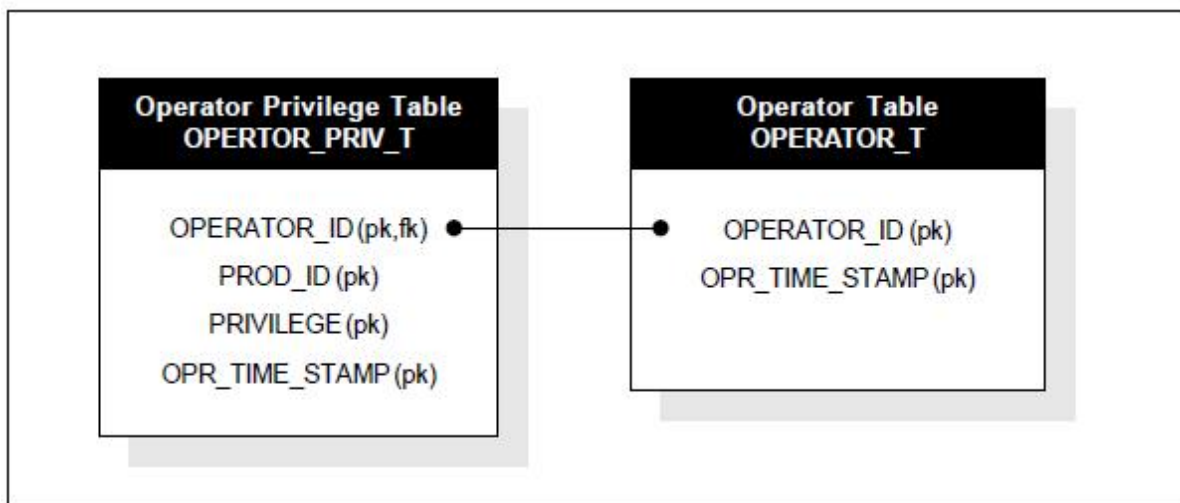 Operator Privilege Table
OPERTOR_PRIV_T
OPERATOR_ID (pk,fk)
PROD_ID (pk)
PRIVILEGE (pk)
OPR_TIME_STAMP (pk)
Operator Table
OPERATOR_T
OPERATOR_ID (pk)
OPR_TIME_STAMP (pk)